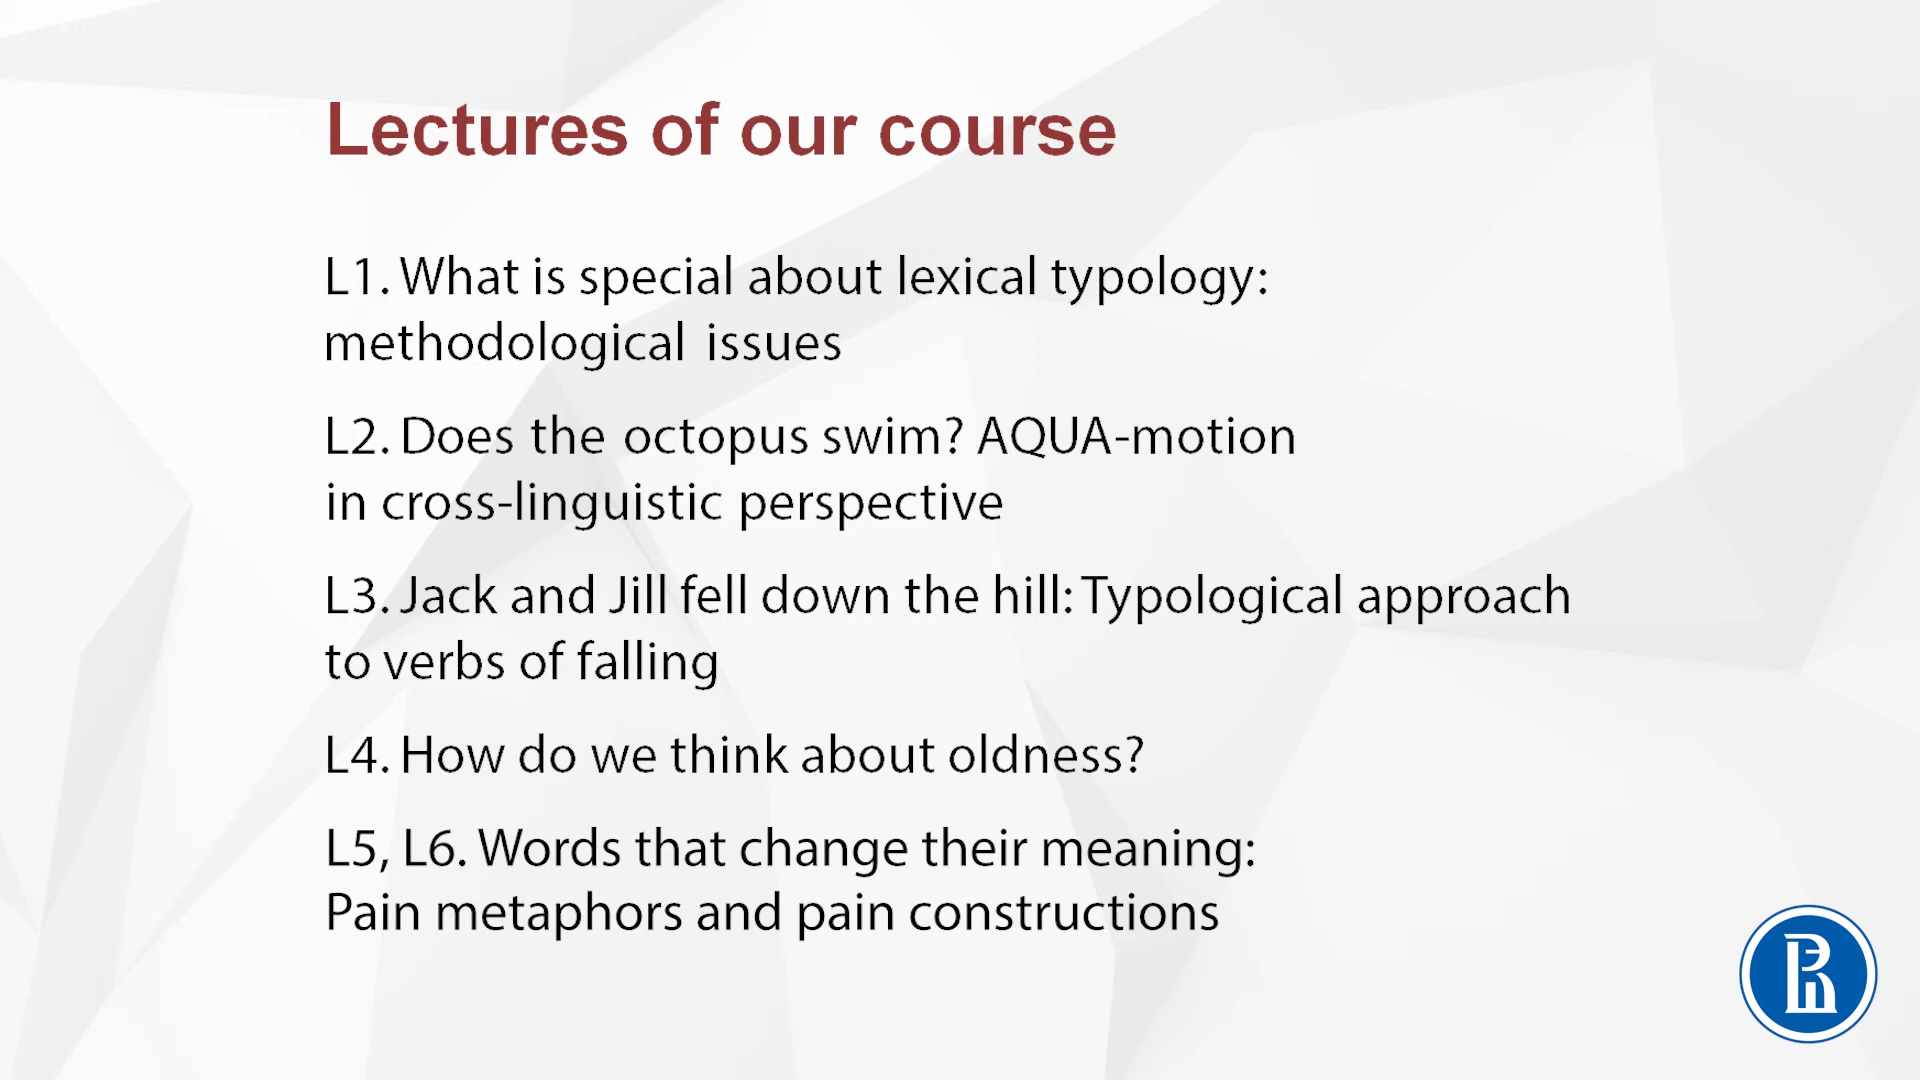 Lectures of our course
L1. What is special about lexical typology:
methodological issues
L2. Does the octopus swim? AQUA-motion
in cross-linguistic perspective
L3. Jack and Jill fell down the hill: Typological approach
to verbs of falling
L4. How do we think about oldness?
L5, L6. Words that change their meaning:
Pain metaphors and pain constructions